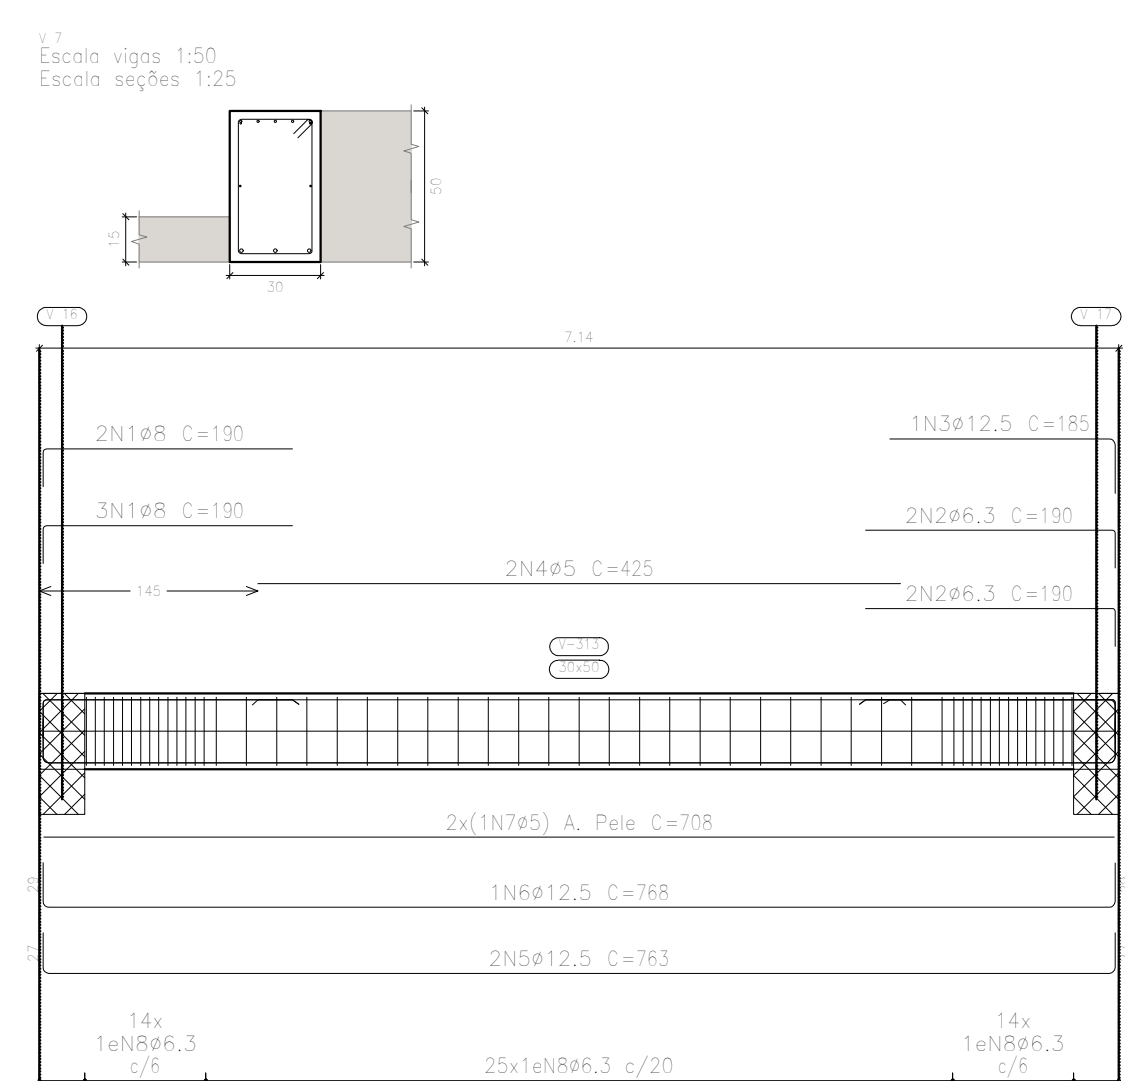 V 7
Escala vigas 1:50
Escala seções 1:25
50
15
30
V 16
V 17
7.14
1N3ø12.5 C=185
2N1ø8 C=190
3N1ø8 C=190
2N2ø6.3 C=190
2N4ø5 C=425
145
2N2ø6.3 C=190
V-313
30x50
2x(1N7ø5) A. Pele C=708
29
1N6ø12.5 C=768
27
2N5ø12.5 C=763
14x
1eN8ø6.3
c/6
25x1eN8ø6.3 c/20
14x
1eN8ø6.3
c/6